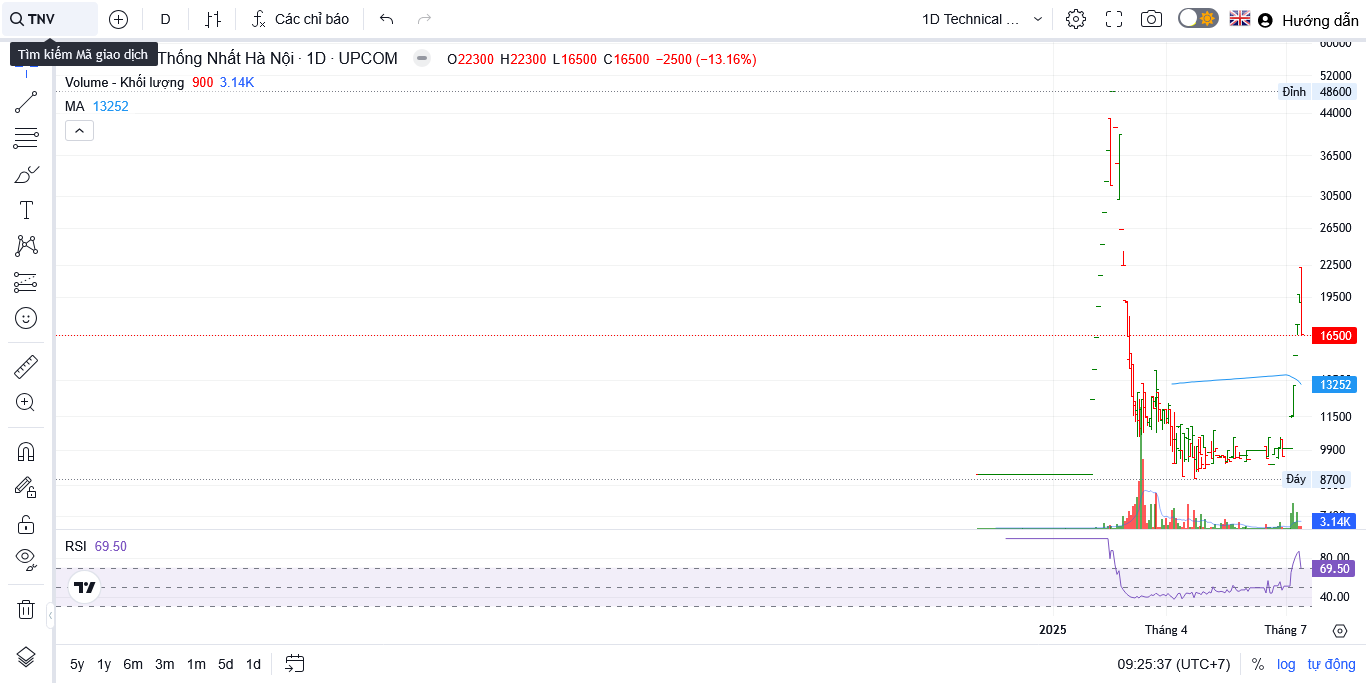 TNV D Các chỉ báo 1D Technical ... Hướng dẫn
Tìm kiếm Mã giao dịch
Thống Nhất Hà Nội · 1D · UPCOM O22300 H22300 L16500 C16500 −2500 (−13.16%)
Volume - Khối lượng 900 3.14K
MA 13252
60000
52000
Đỉnh 48600
44000
36500
30500
26500
22500
19500
16500
13252
11500
9900
Đáy 8700
3.14K
RSI 69.50
80.00
69.50
40.00
2025 Tháng 4 Tháng 7
5y 1y 6m 3m 1m 5d 1d 09:25:37 (UTC+7) % log tự động